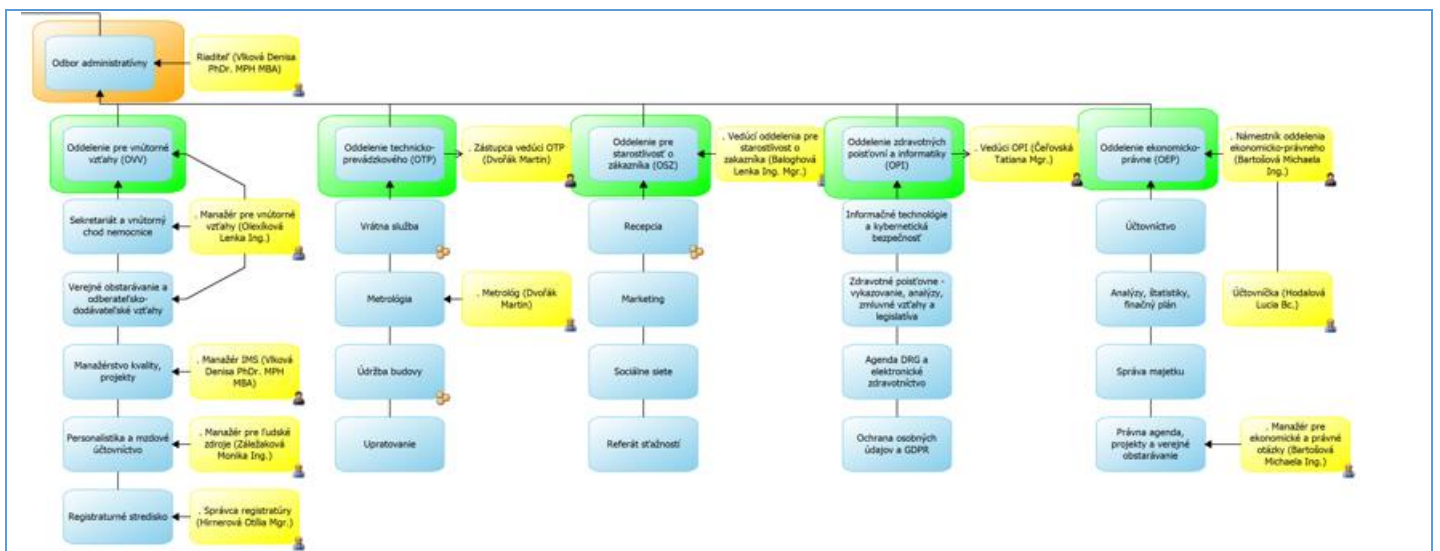 Odbor administratívny
Riaditeľ (Vlková Denisa
PhDr. MPH MBA)
Oddelenie pre vnútorné
vzťahy (OVV)
Sekretariát a vnútorný
chod nemocnice
. Manažér pre vnútorné
vzťahy (Olexíková
Lenka Ing.)
Verejné obstarávanie a
odberateľsko-
dodávateľské vzťahy
Manažérstvo kvality,
projekty
. Manažér IMS (Vlková
Denisa PhDr. MPH
MBA)
Personalistika a mzdové
účtovníctvo
. Manažér pre ľudské
zdroje (Záležáková
Monika Ing.)
Registraturné stredisko
. Správca registratúry
(Hirnerová Otília Mgr.)
Oddelenie technicko-
prevádzkového (OTP)
. Zástupca vedúci OTP
(Dvořák Martin)
Vrátna služba
Metrológia
. Metrológ (Dvořák
Martin)
Údržba budovy
Upratovanie
Oddelenie pre
starostlivosť o
zákazníka (OSZ)
. Vedúcí oddelenia pre
starostlivosť o
zakazníka (Baloghová
Lenka Ing. Mgr.)
Recepcia
Marketing
Sociálne siete
Referát sťažností
Oddelenie zdravotných
poisťovní a informatiky
(OPI)
. Vedúci OPI (Čeřovská
Tatiana Mgr.)
Informačné technológie
a kybernetická
bezpečnosť
Zdravotné poisťovne -
vykazovanie, analýzy,
zmluvné vzťahy a
legislatíva
Agenda DRG a
elektronické
zdravotníctvo
Ochrana osobných
údajov a GDPR
Oddelenie ekonomicko-
právne (OEP)
. Námestník oddelenia
ekonomicko-právneho
(Bartošová Michaela
Ing.)
Účtovníctvo
Analýzy, štatistiky,
finačný plán
Účtovníčka (Hodalová
Lucia Bc.)
Správa majetku
Právna agenda,
projekty a verejné
obstarávanie
. Manažér pre
ekonomické a právné
otázky (Bartošová
Michaela Ing.)